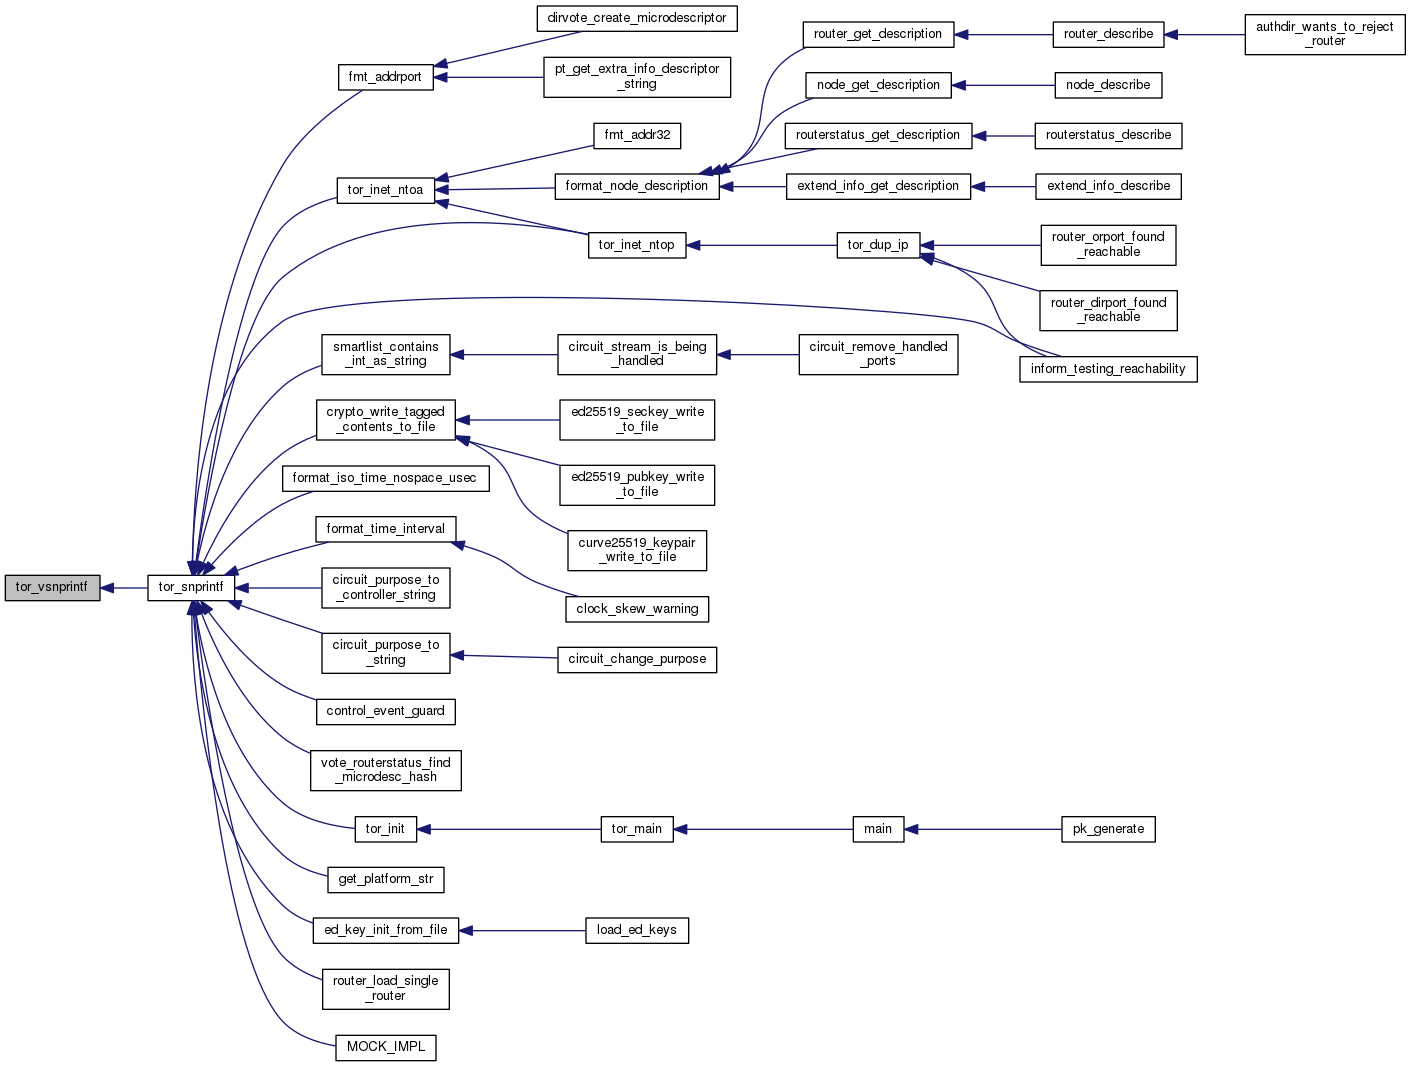 dirvote_create_microdescriptor
router_get_description
router_describe
authdir_wants_to_reject
_router
fmt_addrport
pt_get_extra_info_descriptor
_string
node_get_description
node_describe
fmt_addr32
routerstatus_get_description
routerstatus_describe
tor_inet_ntoa
format_node_description
extend_info_get_description
extend_info_describe
tor_inet_ntop
tor_dup_ip
router_orport_found
_reachable
router_dirport_found
_reachable
inform_testing_reachability
smartlist_contains
_int_as_string
circuit_stream_is_being
_handled
circuit_remove_handled
_ports
crypto_write_tagged
_contents_to_file
ed25519_seckey_write
_to_file
format_iso_time_nospace_usec
ed25519_pubkey_write
_to_file
format_time_interval
curve25519_keypair
_write_to_file
tor_vsnprintf
tor_snprintf
circuit_purpose_to
_controller_string
clock_skew_warning
circuit_purpose_to
_string
circuit_change_purpose
control_event_guard
vote_routerstatus_find
_microdesc_hash
tor_init
tor_main
main
pk_generate
get_platform_str
ed_key_init_from_file
load_ed_keys
router_load_single
_router
MOCK_IMPL